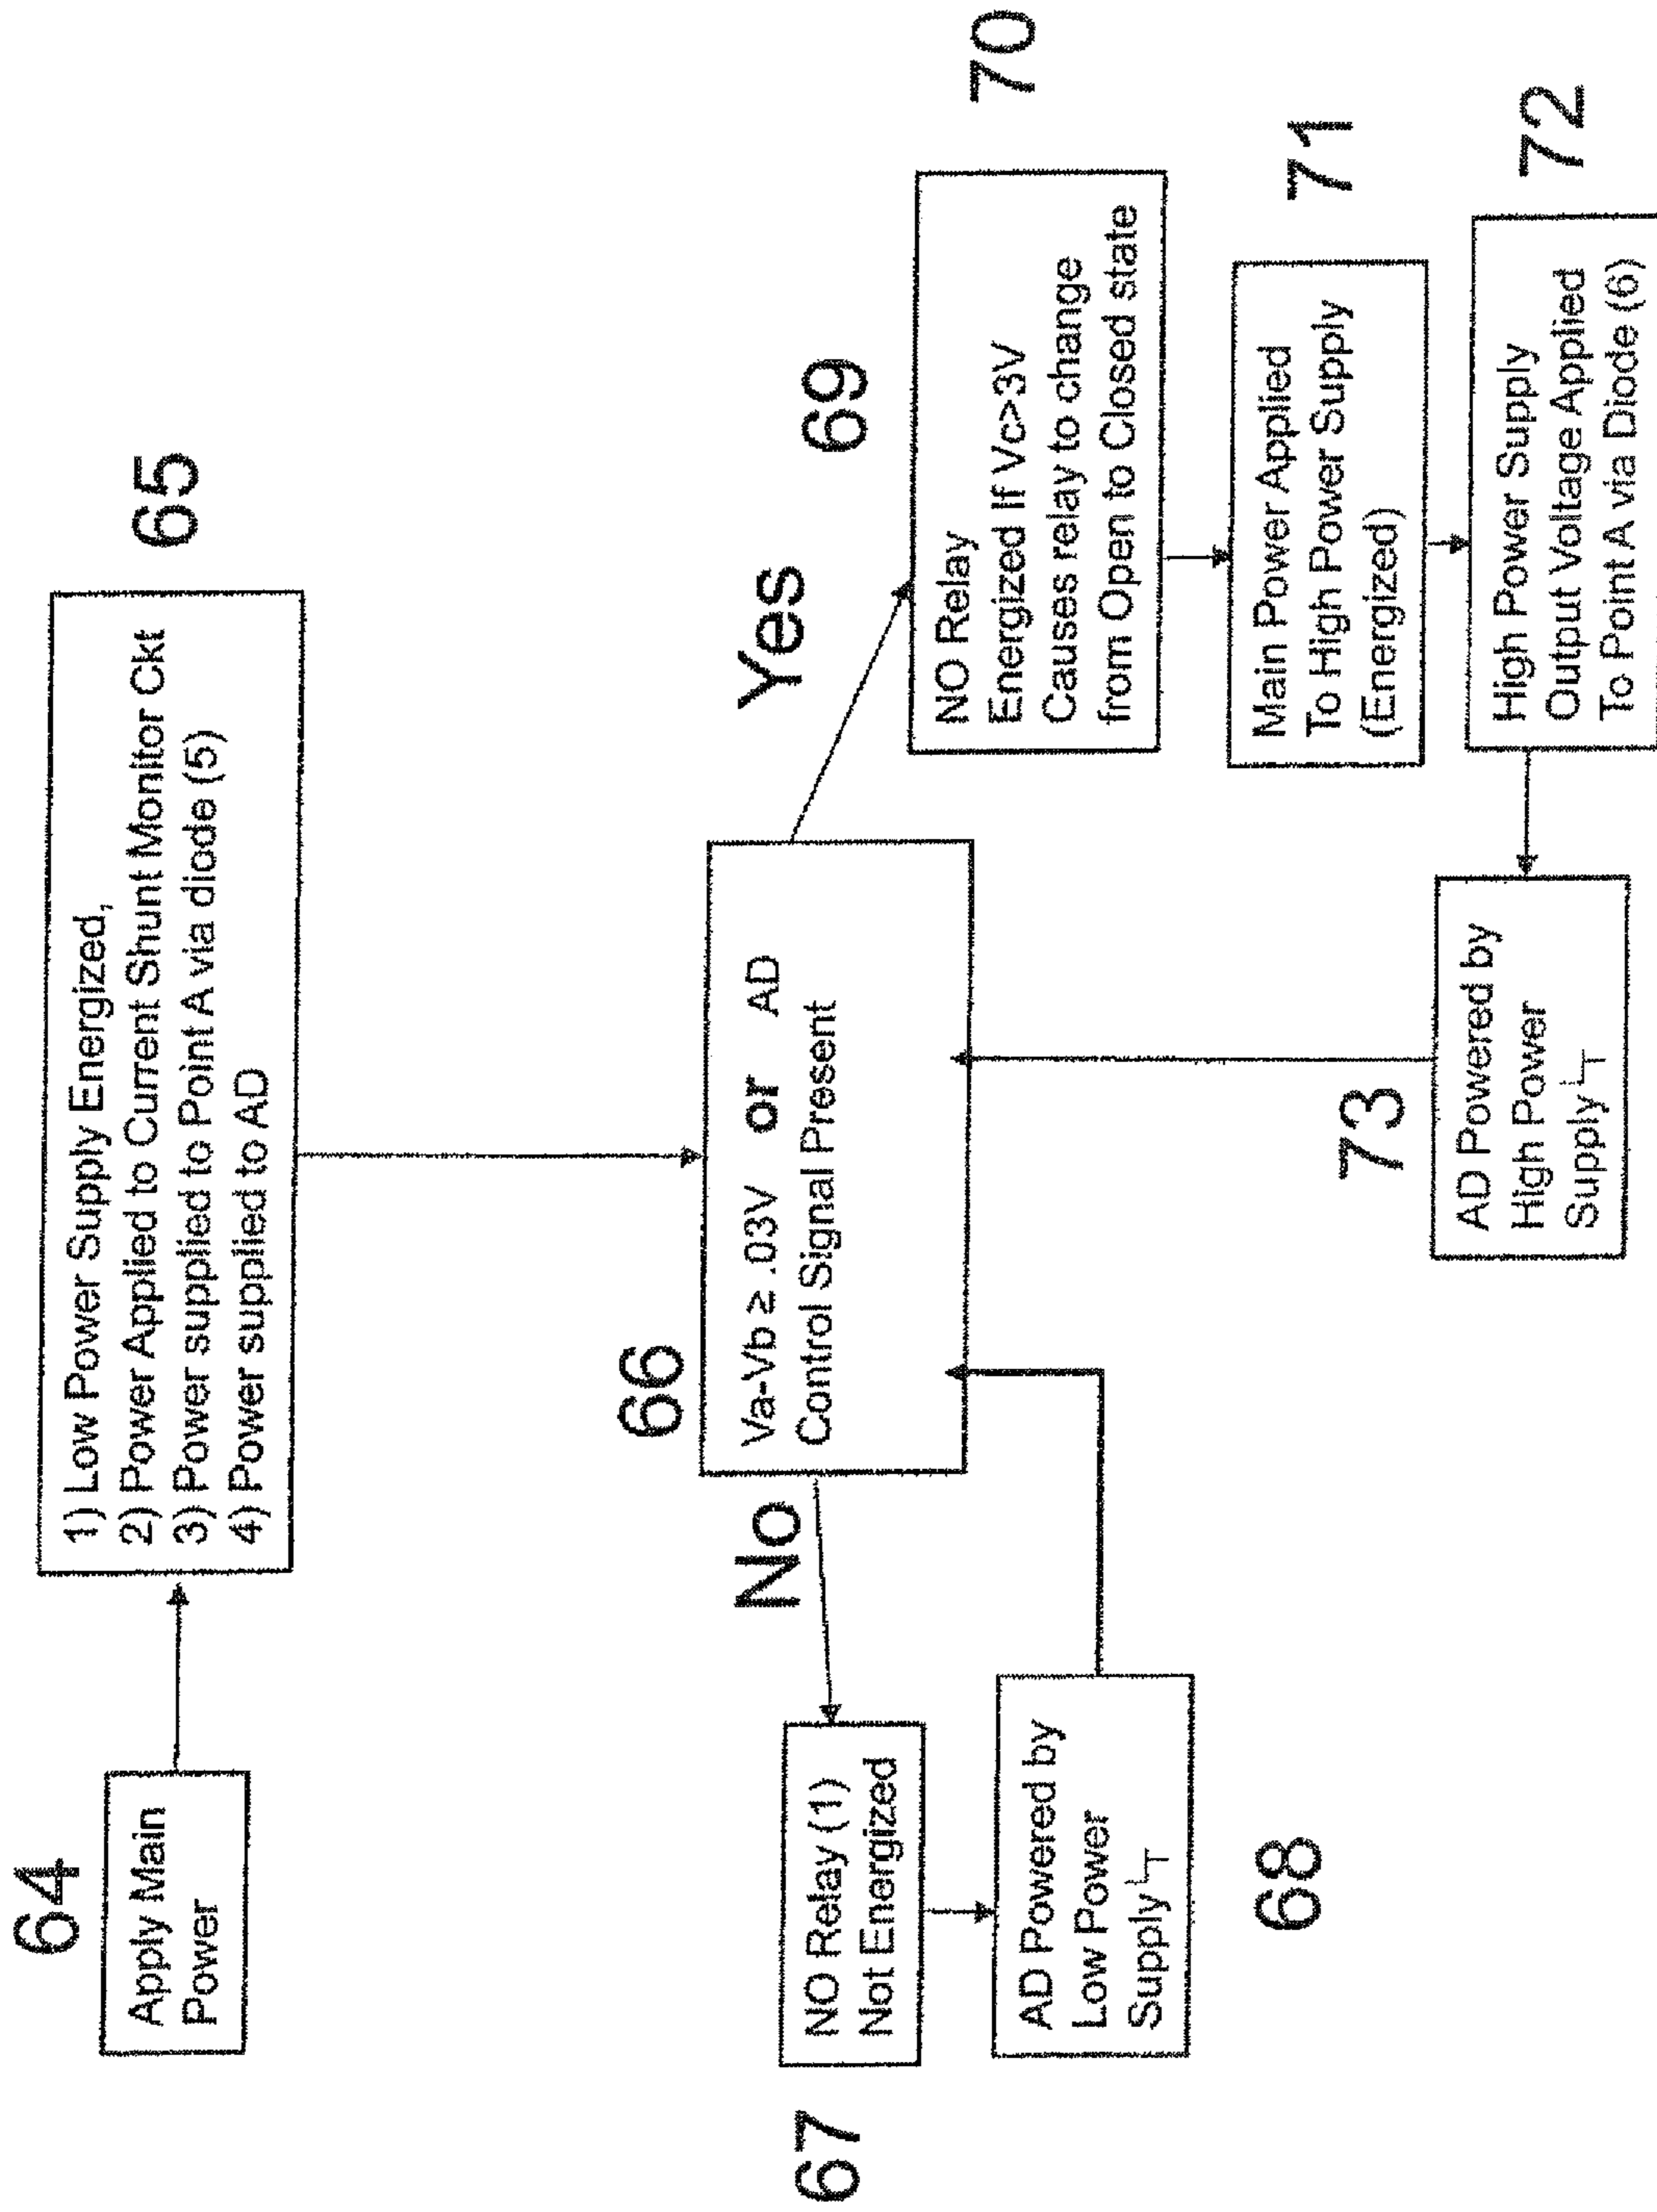 64
Apply Main
Power
65
1) Low Power Supply Energized,
2) Power Applied to Current Shunt Monitor Ckt
3) Power supplied to Point A via diode (5)
4) Power supplied to AD
66
Va-Vb ≥ .03V or AD
Control Signal Present
No
Yes
67
NO Relay (1)
Not Energized
68
AD Powered by
Low Power
Supply
69
70
NO Relay
Energized If Vc>3V
Causes relay to change
from Open to Closed state
71
Main Power Applied
To High Power Supply
(Energized)
72
High Power Supply
Output Voltage Applied
To Point A via Diode (6)
73
AD Powered by
High Power
Supply